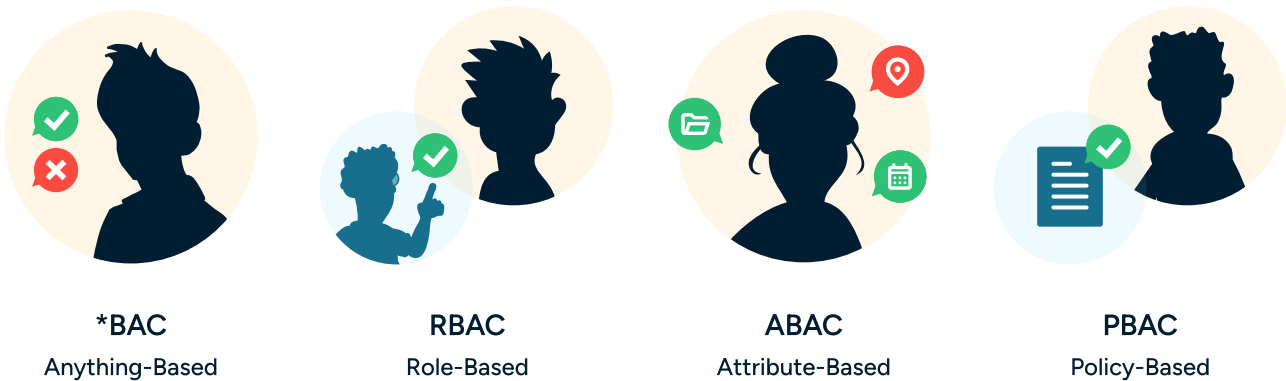 *BAC
Anything-Based
RBAC
Role-Based
ABAC
Attribute-Based
PBAC
Policy-Based